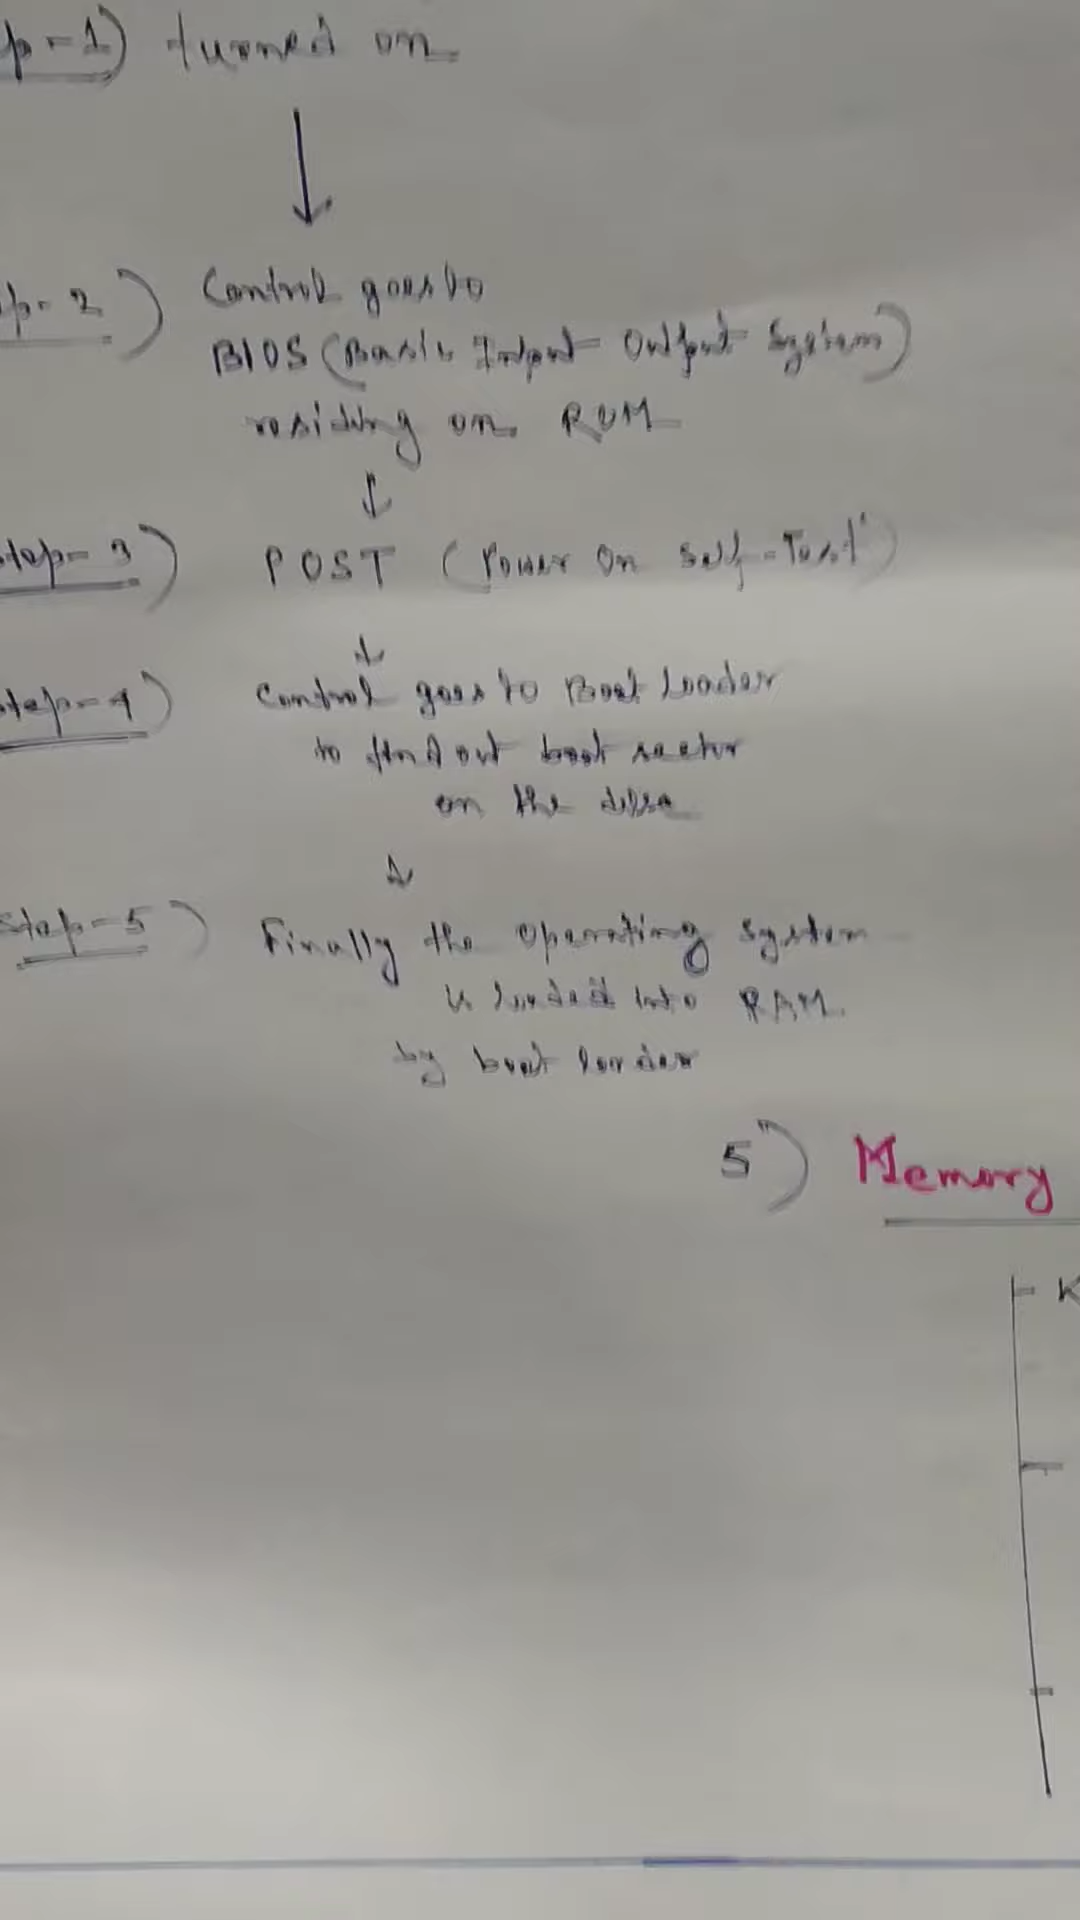 p-1) turned on
p-2) Control goes to
BIOS (Basic Input Output System)
residing on ROM
step-3) POST (Power On Self-Test)
step-4) Control goes to Boot Loader
to find out boot sector
on the disc
Step-5) Finally the operating system
is loaded into RAM.
by boot loader
5) Memory
K